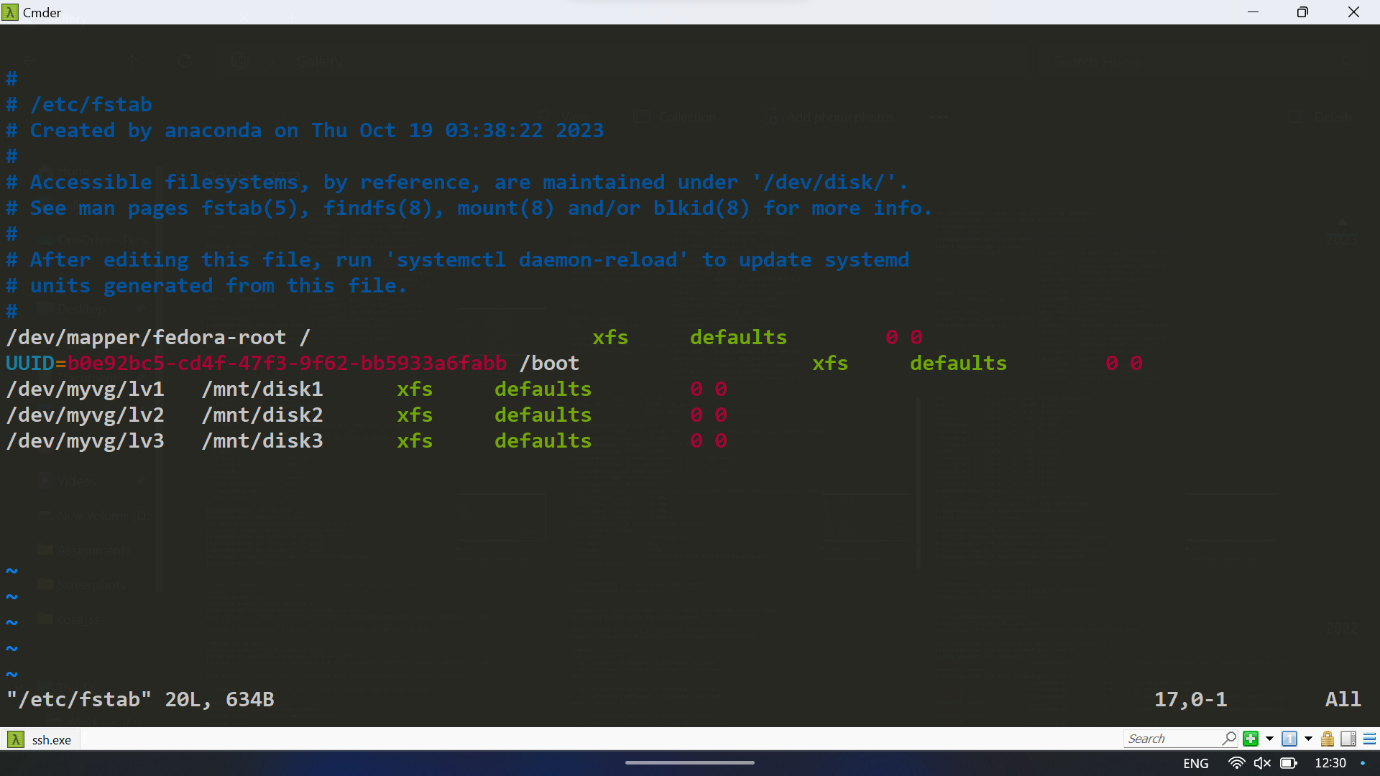 Cmder
#
# /etc/fstab
# Created by anaconda on Thu Oct 19 03:38:22 2023
#
# Accessible filesystems, by reference, are maintained under '/dev/disk/'.
# See man pages fstab(5), findfs(8), mount(8) and/or blkid(8) for more info.
#
# After editing this file, run 'systemctl daemon-reload' to update systemd
# units generated from this file.
#
/dev/mapper/fedora-root / xfs defaults 0 0
UUID=b0e92bc5-cd4f-47f3-9f62-bb5933a6fabb /boot xfs defaults 0 0
/dev/myvg/lv1 /mnt/disk1 xfs defaults 0 0
/dev/myvg/lv2 /mnt/disk2 xfs defaults 0 0
/dev/myvg/lv3 /mnt/disk3 xfs defaults 0 0
~
~
~
~
~
"/etc/fstab" 20L, 634B 17,0-1 All
ssh.exe Search
ENG 12:30